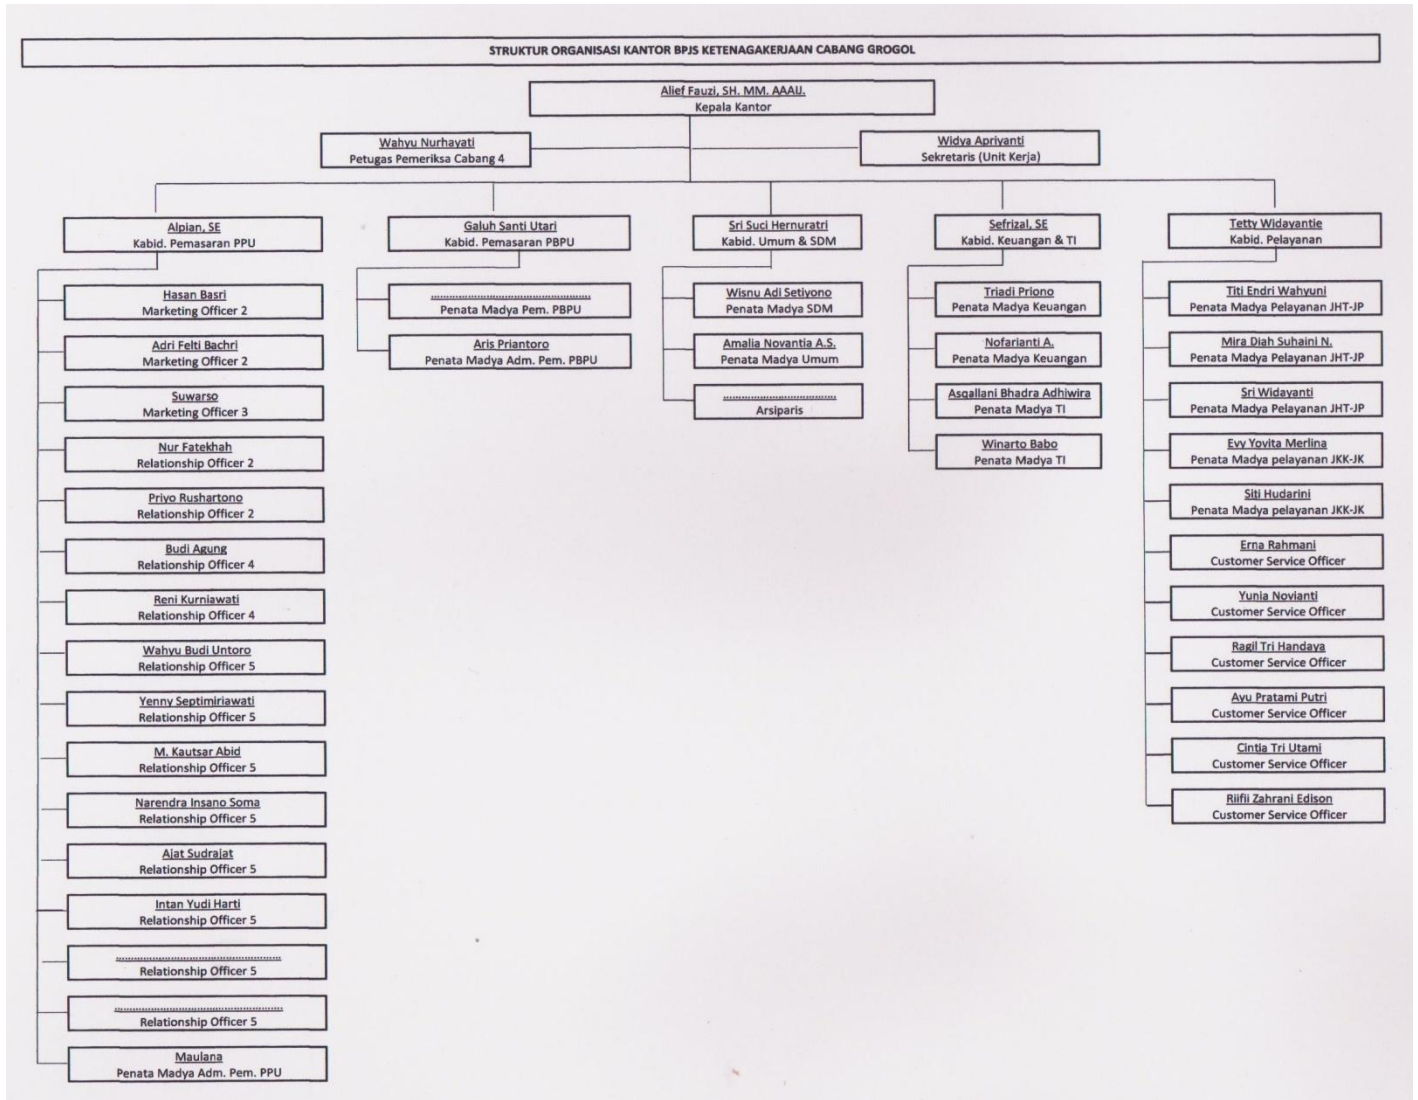 STRUKTUR ORGANISASI KANTOR BPJS KETENAGAKERJAAN CABANG GROGOL
Alief Fauzi, SH. MM. AAAIJ.
Kepala Kantor
Wahyu Nurhayati
Petugas Pemeriksa Cabang 4
Widya Apriyanti
Sekretaris (Unit Kerja)
Alpian, SE
Kabid. Pemasaran PPU
Hasan Basri
Marketing Officer 2
Adri Felti Bachri
Marketing Officer 2
Suwarso
Marketing Officer 3
Nur Fatekhah
Relationship Officer 2
Priyo Rushartono
Relationship Officer 2
Budi Agung
Relationship Officer 4
Reni Kurniawati
Relationship Officer 4
Wahyu Budi Untoro
Relationship Officer 5
Yenny Septimiriawati
Relationship Officer 5
M. Kautsar Abid
Relationship Officer 5
Narendra Insano Soma
Relationship Officer 5
Ajat Sudrajat
Relationship Officer 5
Intan Yudi Harti
Relationship Officer 5
..................................................
Relationship Officer 5
..................................................
Relationship Officer 5
Maulana
Penata Madya Adm. Pem. PPU
Galuh Santi Utari
Kabid. Pemasaran PBPU
..................................................
Penata Madya Pem. PBPU
Aris Priantoro
Penata Madya Adm. Pem. PBPU
Sri Suci Hernuratri
Kabid. Umum & SDM
Wisnu Adi Setiyono
Penata Madya SDM
Amalia Novantia A.S.
Penata Madya Umum
..................................
Arsiparis
Sefrizal, SE
Kabid. Keuangan & TI
Triadi Priono
Penata Madya Keuangan
Nofarianti A.
Penata Madya Keuangan
Asqallani Bhadra Adhiwira
Penata Madya TI
Winarto Babo
Penata Madya TI
Tetty Widayantie
Kabid. Pelayanan
Titi Endri Wahyuni
Penata Madya Pelayanan JHT-JP
Mira Diah Suhaini N.
Penata Madya Pelayanan JHT-JP
Sri Widayanti
Penata Madya Pelayanan JHT-JP
Evy Yovita Merlina
Penata Madya pelayanan JKK-JK
Siti Hudarini
Penata Madya pelayanan JKK-JK
Erna Rahmani
Customer Service Officer
Yunia Novianti
Customer Service Officer
Ragil Tri Handaya
Customer Service Officer
Ayu Pratami Putri
Customer Service Officer
Cintia Tri Utami
Customer Service Officer
Riifii Zahrani Edison
Customer Service Officer